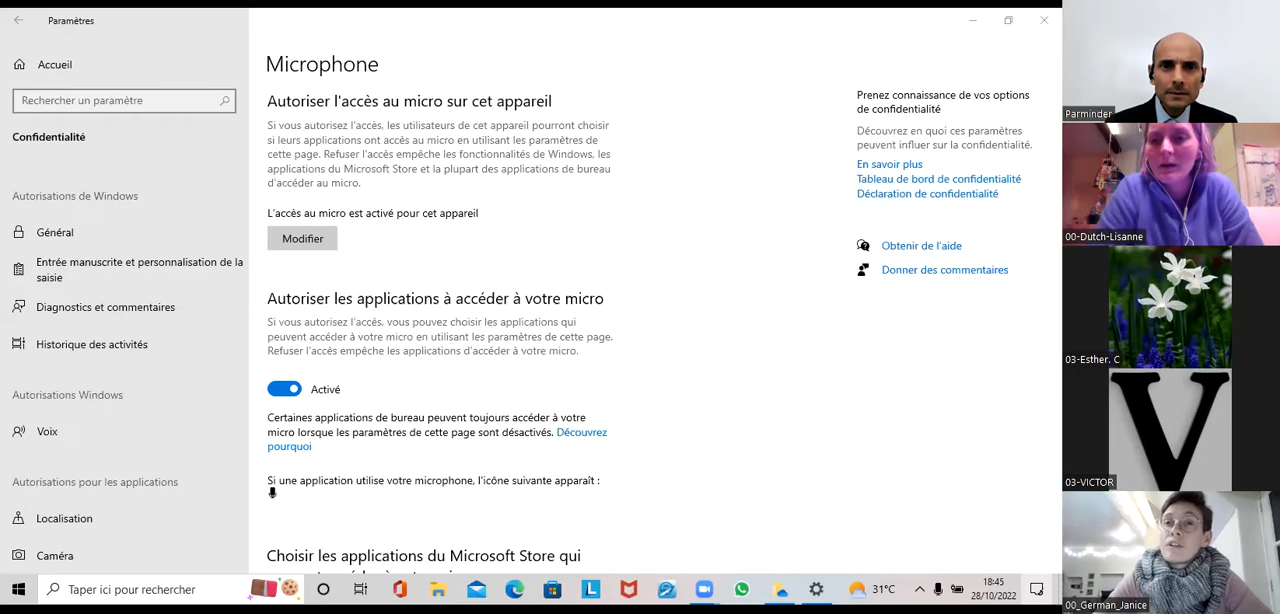 Paramètres
Accueil
Rechercher un paramètre
Confidentialité
Autorisations de Windows
Général
Entrée manuscrite et personnalisation de la
saisie
Diagnostics et commentaires
Historique des activités
Autorisations Windows
Voix
Autorisations pour les applications
Localisation
Caméra
Microphone
Autoriser l'accès au micro sur cet appareil
Si vous autorisez l'accès, les utilisateurs de cet appareil pourront choisir
si leurs applications ont accès au micro en utilisant les paramètres de
cette page. Refuser l'accès empêche les fonctionnalités de Windows, les
applications du Microsoft Store et la plupart des applications de bureau
d'accéder au micro.
L'accès au micro est activé pour cet appareil
Modifier
Autoriser les applications à accéder à votre micro
Si vous autorisez l'accès, vous pouvez choisir les applications qui
peuvent accéder à votre micro en utilisant les paramètres de cette page.
Refuser l'accès empêche les applications d'accéder à votre micro.
Activé
Certaines applications de bureau peuvent toujours accéder à votre
micro lorsque les paramètres de cette page sont désactivés. Découvrez
pourquoi
Si une application utilise votre microphone, l'icône suivante apparaît :
Choisir les applications du Microsoft Store qui
Prenez connaissance de vos options
de confidentialité
Découvrez en quoi ces paramètres
peuvent influer sur la confidentialité.
En savoir plus
Tableau de bord de confidentialité
Déclaration de confidentialité
Obtenir de l'aide
Donner des commentaires
Parminder
00-Dutch-Lisanne
03-Esther. C
V
03-VICTOR
00_German_Janice
Taper ici pour rechercher
L
31°C
18:45
28/10/2022